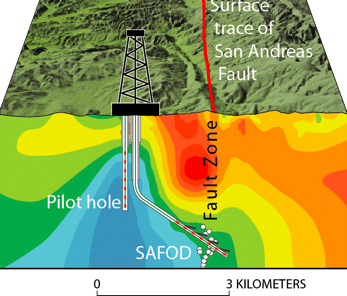 Surface
trace of
San Andreas
Fault
Fault Zone
Pilot hole
SAFOD
0 3 KILOMETERS